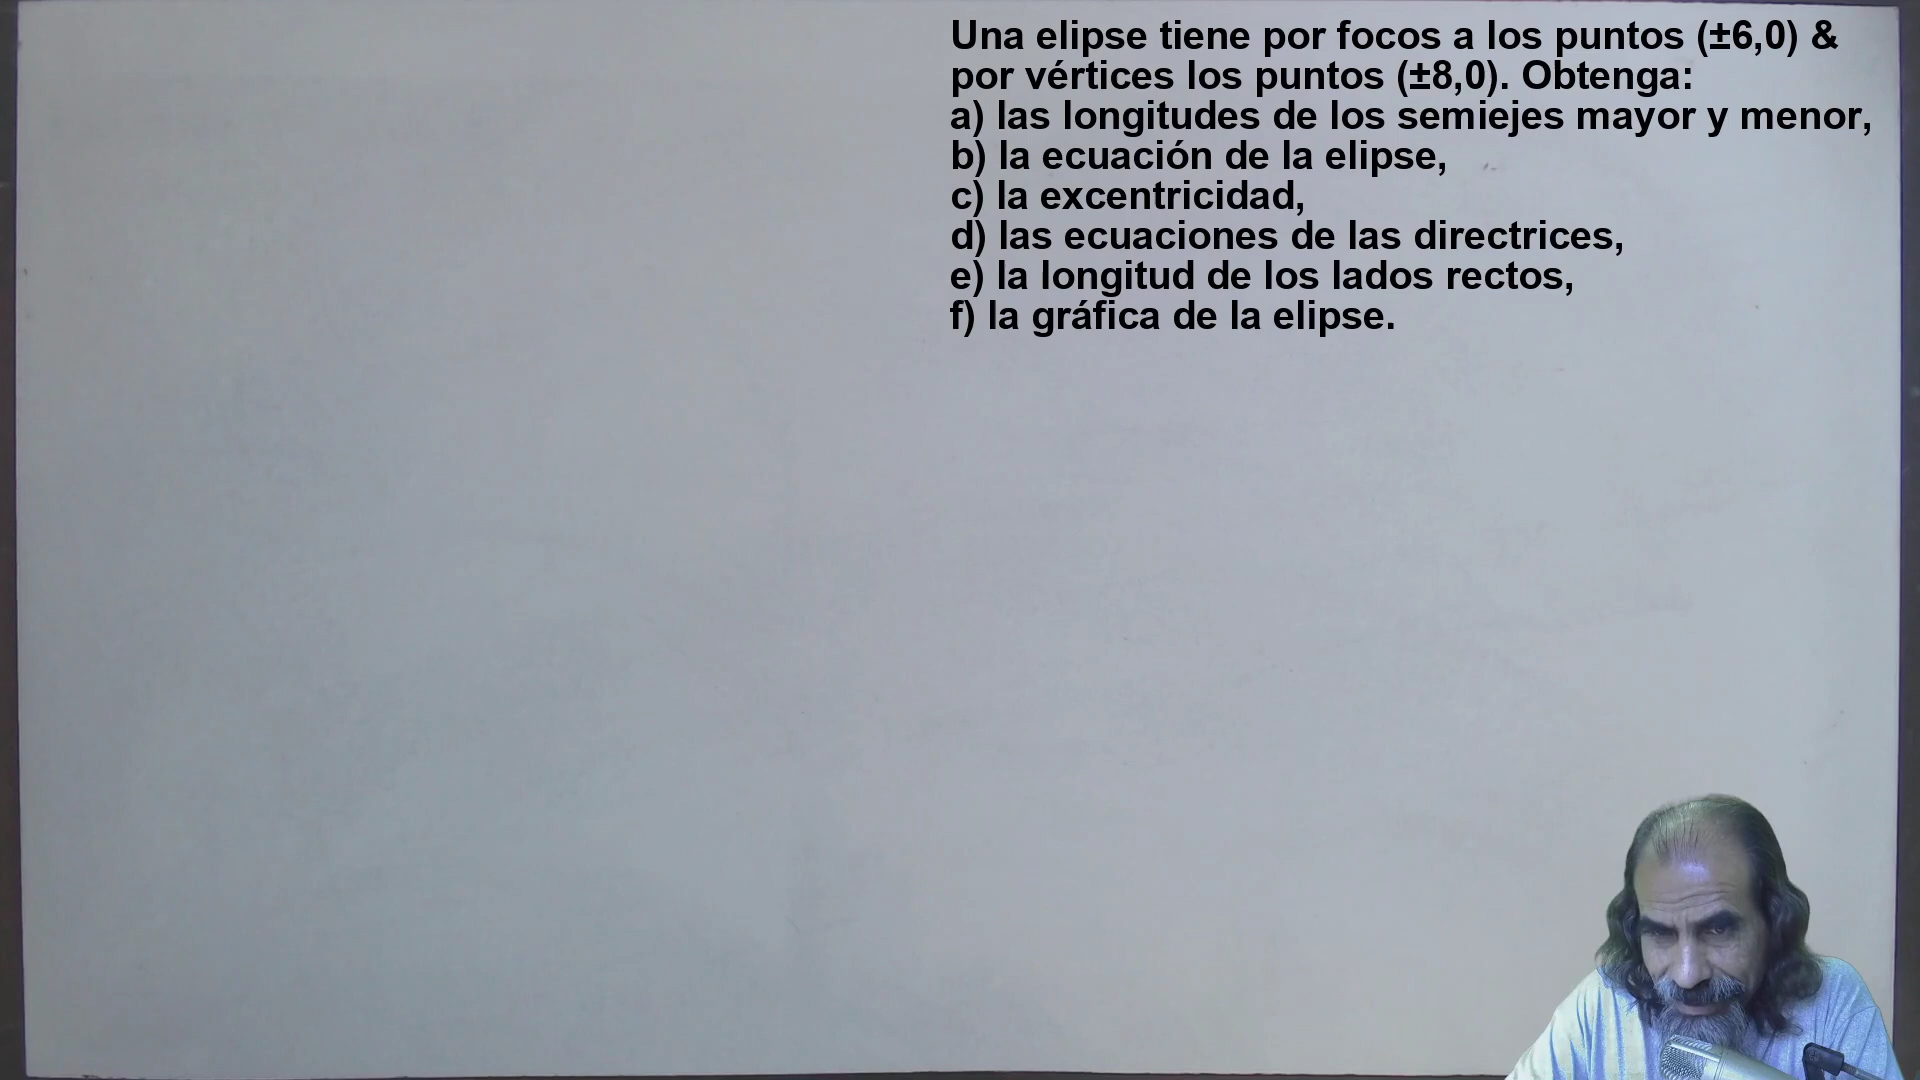 Una elipse tiene por focos a los puntos (±6,0) &
por vértices los puntos (±8,0). Obtenga:
a) las longitudes de los semiejes mayor y menor,
b) la ecuación de la elipse,
c) la excentricidad,
d) las ecuaciones de las directrices,
e) la longitud de los lados rectos,
f) la gráfica de la elipse.